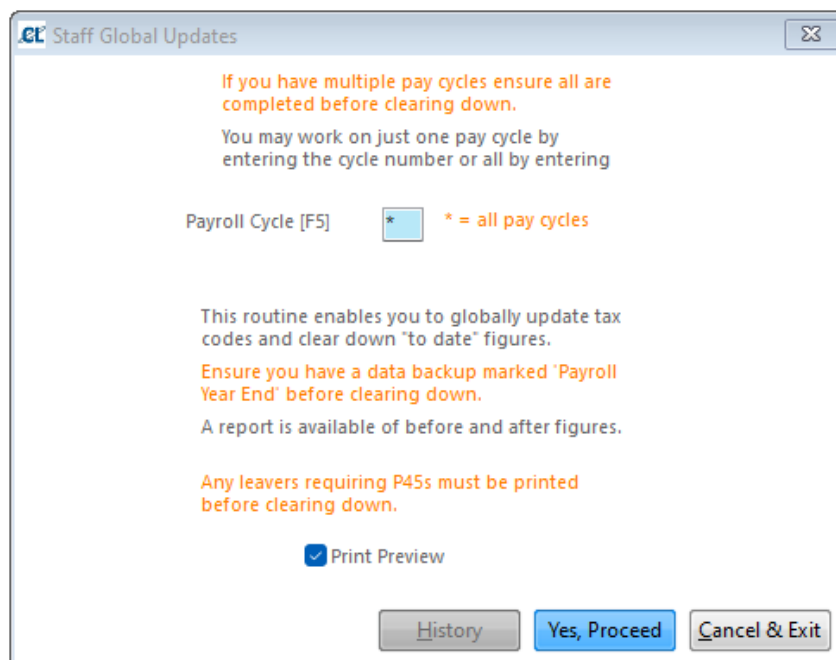 CL Staff Global Updates
If you have multiple pay cycles ensure all are
completed before clearing down.
You may work on just one pay cycle by
entering the cycle number or all by entering
Payroll Cycle [F5] * * = all pay cycles
This routine enables you to globally update tax
codes and clear down "to date" figures.
Ensure you have a data backup marked 'Payroll
Year End' before clearing down.
A report is available of before and after figures.
Any leavers requiring P45s must be printed
before clearing down.
Print Preview
History Yes, Proceed Cancel & Exit